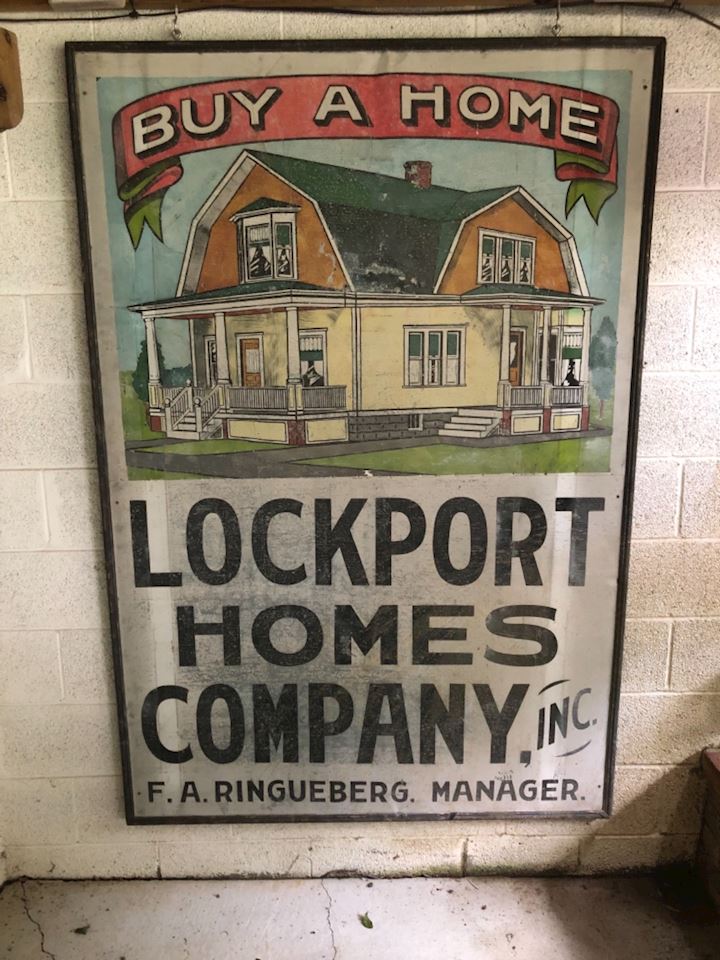 BUY A HOME
LOCKPORT
HOMES
COMPANY, INC.
F. A. RINGUEBERG. MANAGER.